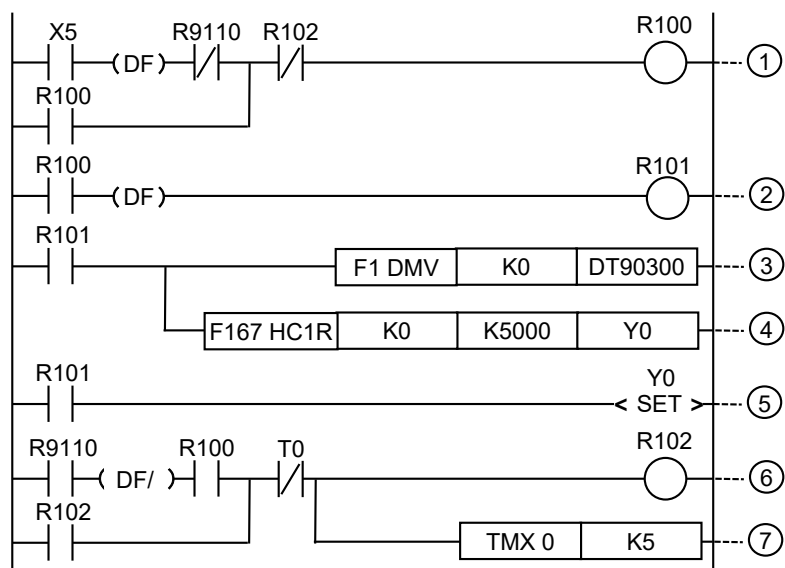 X5 R9110 R102 R100
(DF) 1
R100
R100 R101
(DF) 2
R101
F1 DMV K0 DT90300 3
F167 HC1R K0 K5000 Y0 4
R101 Y0
< SET > 5
R9110 R100 T0 R102
( DF/ ) 6
R102
TMX 0 K5 7